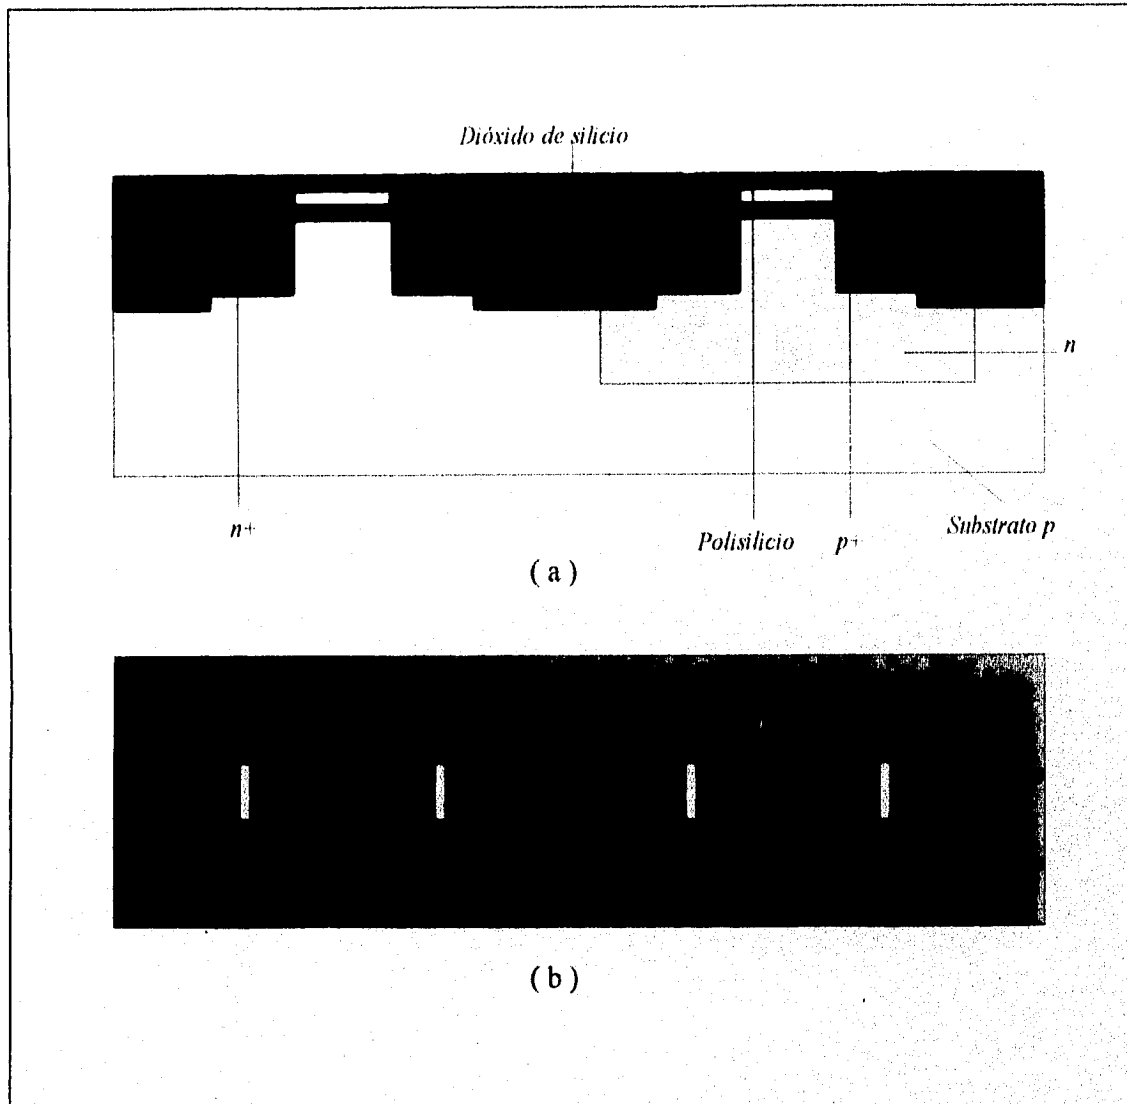 Dióxido de silicio
n
n+
Polisilicio
p+
Substrato p
( a )
( b )